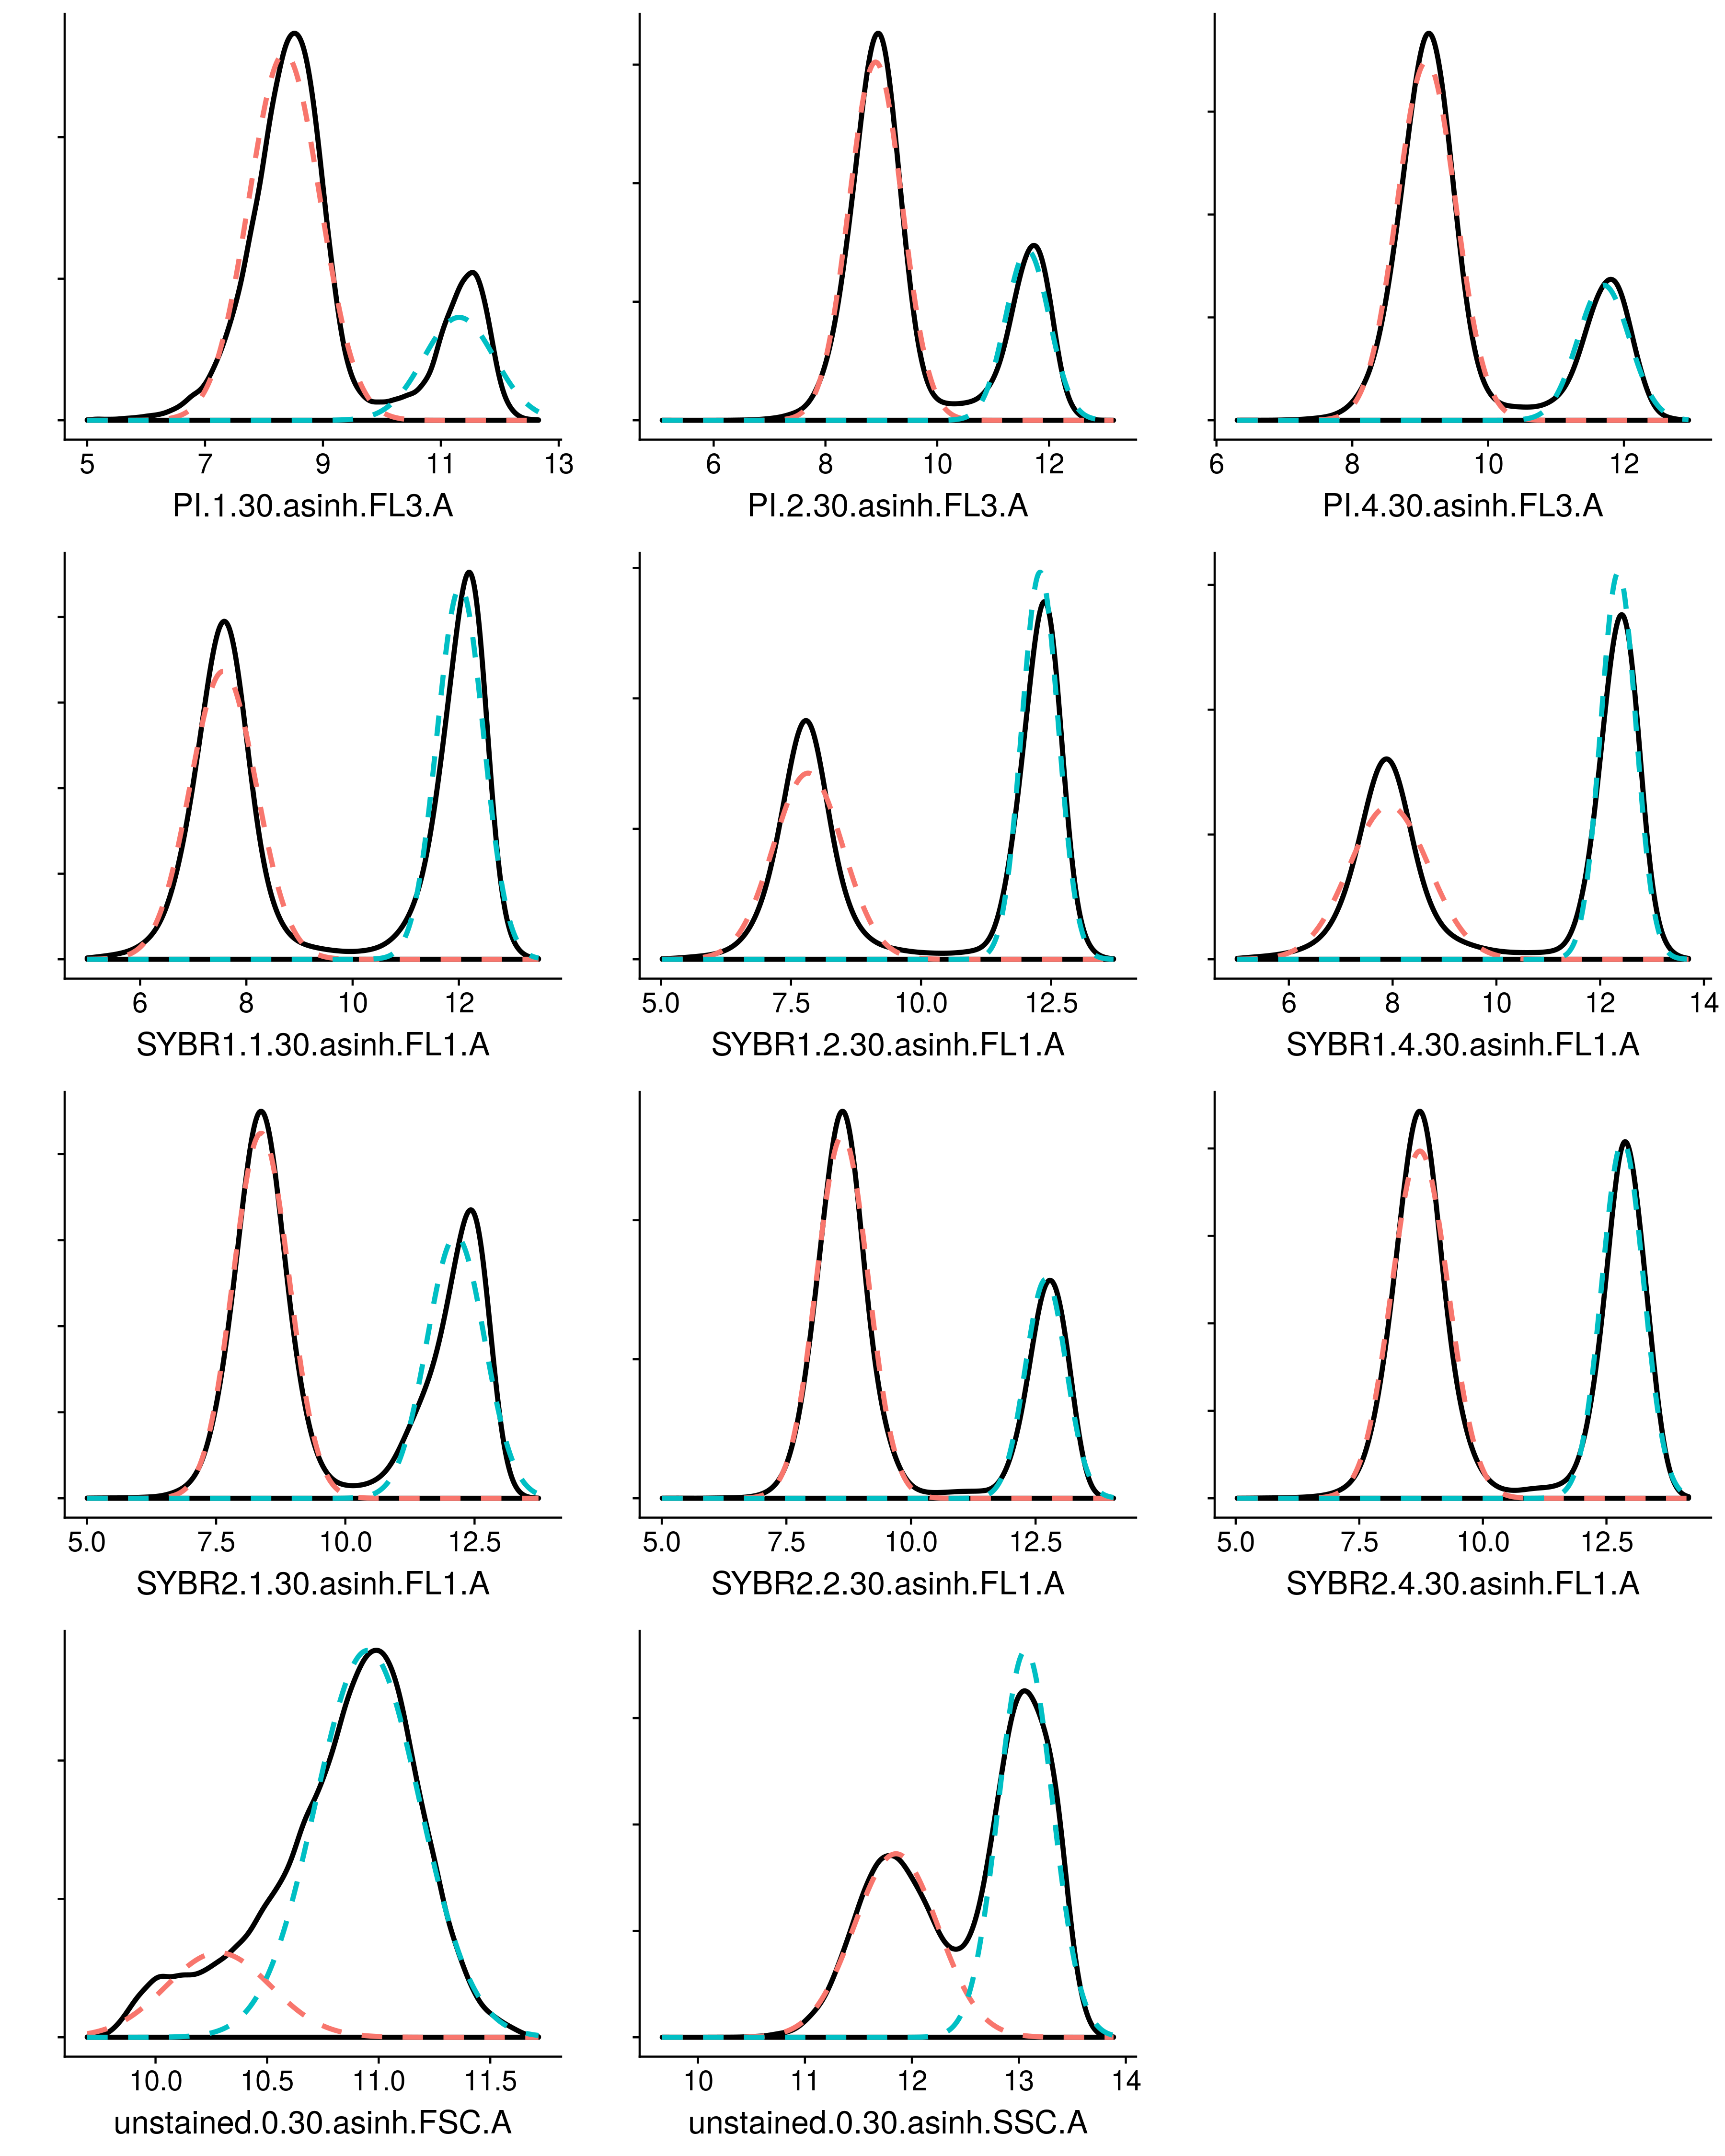 5 7 9 11 13
PI.1.30.asinh.FL3.A
6 8 10 12
PI.2.30.asinh.FL3.A
6 8 10 12
PI.4.30.asinh.FL3.A
6 8 10 12
SYBR1.1.30.asinh.FL1.A
5.0 7.5 10.0 12.5
SYBR1.2.30.asinh.FL1.A
6 8 10 12 14
SYBR1.4.30.asinh.FL1.A
5.0 7.5 10.0 12.5
SYBR2.1.30.asinh.FL1.A
5.0 7.5 10.0 12.5
SYBR2.2.30.asinh.FL1.A
5.0 7.5 10.0 12.5
SYBR2.4.30.asinh.FL1.A
10.0 10.5 11.0 11.5
unstained.0.30.asinh.FSC.A
10 11 12 13 14
unstained.0.30.asinh.SSC.A